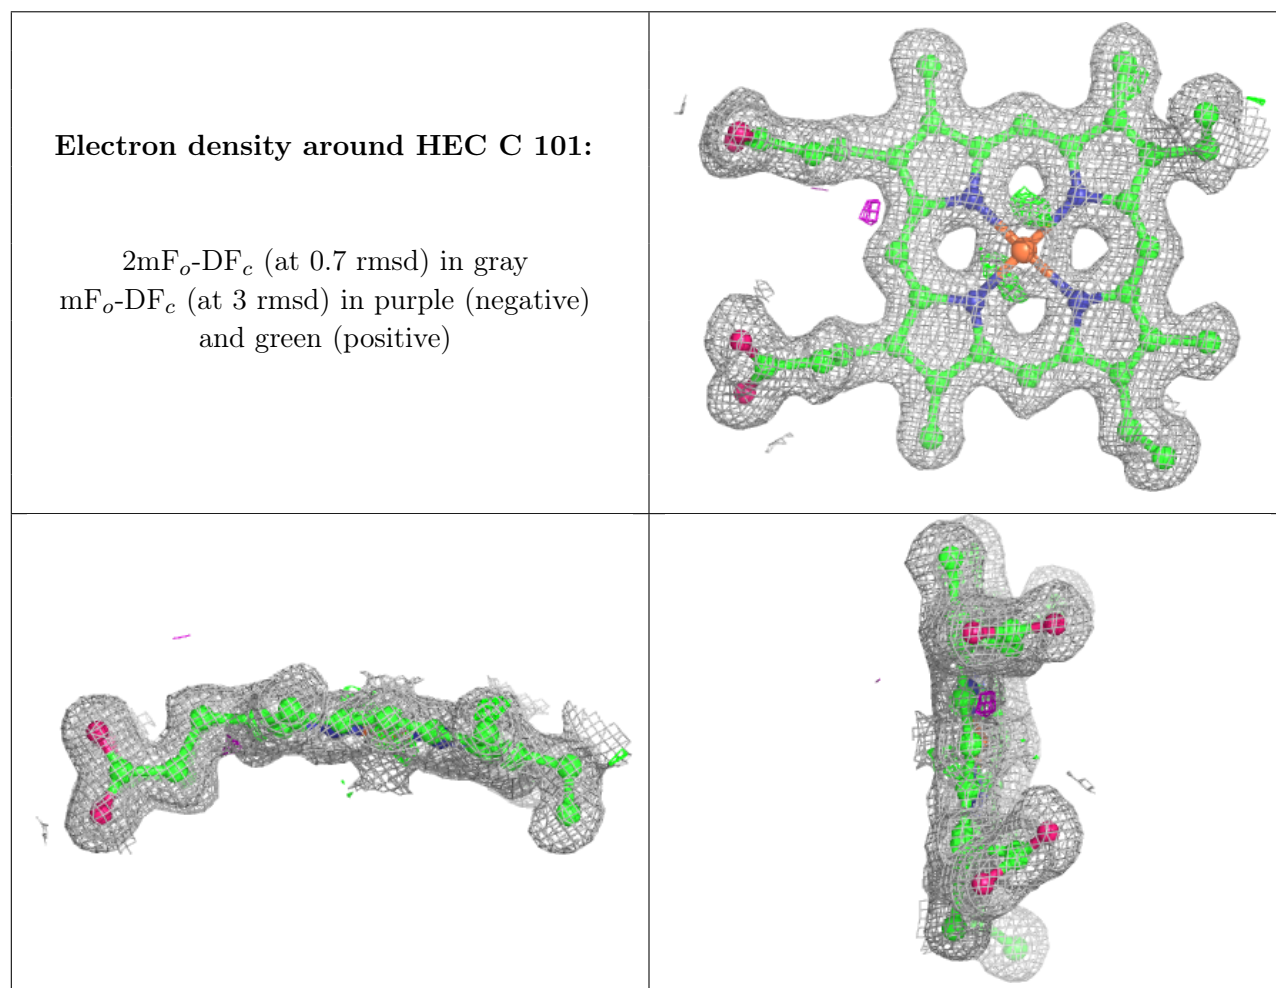 Electron density around HEC C 101:
2mFo-DFc (at 0.7 rmsd) in gray
mFo-DFc (at 3 rmsd) in purple (negative)
and green (positive)